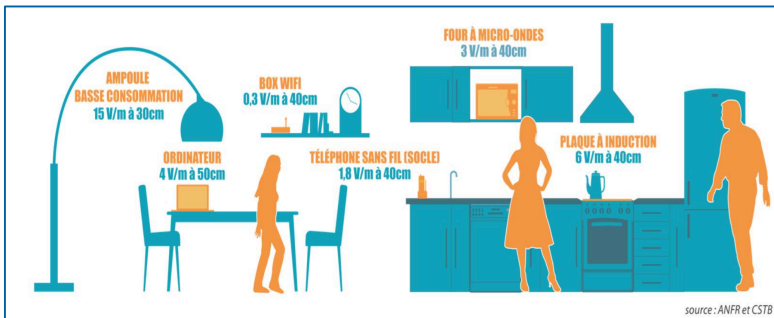 AMPOULE
BASSE CONSOMMATION
15 V/m à 30cm
BOX WIFI
0,3 V/m à 40cm
FOUR À MICRO-ONDES
3 V/m à 40cm
ORDINATEUR
4 V/m à 50cm
TÉLÉPHONE SANS FIL (SOCLE)
1,8 V/m à 40cm
PLAQUE À INDUCTION
6 V/m à 40cm
source : ANFR et CSTB